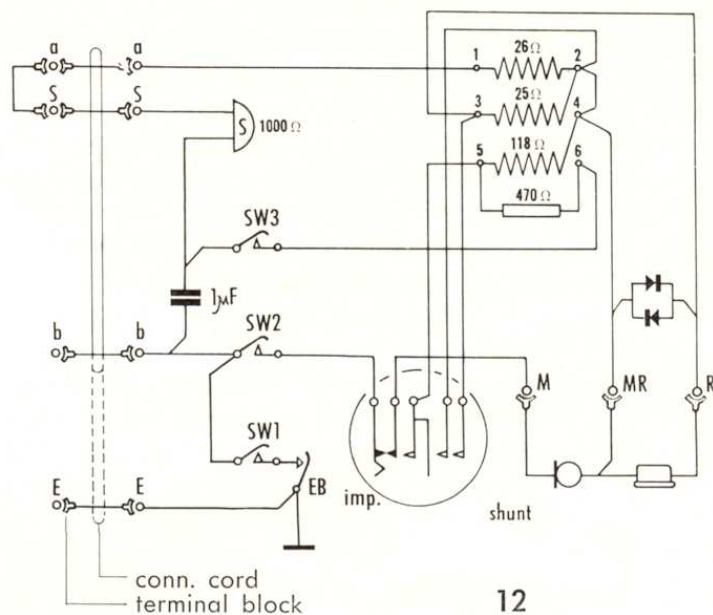 a a 1 26Ω 2
S S 3 25Ω 4
S 1000Ω
5 118Ω 6
470Ω
SW3
1μF
SW2
b b
M MR R
SW1
E E EB
imp.
shunt
conn. cord
terminal block
12